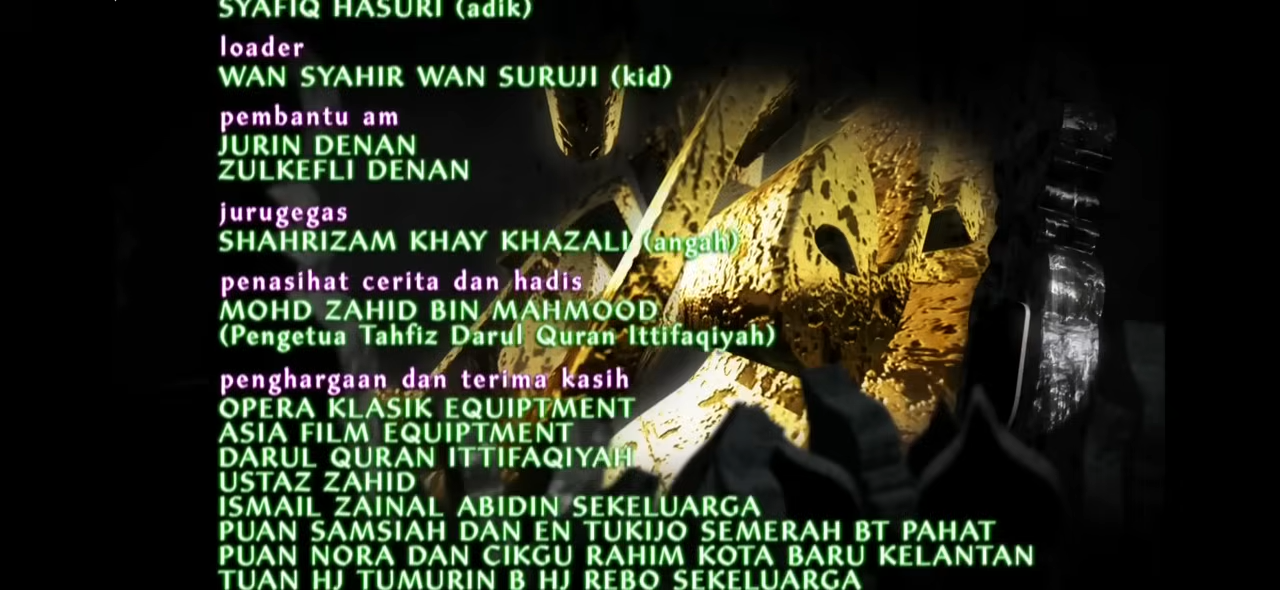 SYAFIQ HASURI (adik)
loader
WAN SYAHIR WAN SURUJI (kid)
pembantu am
JURIN DENAN
ZULKEFLI DENAN
jurugegas
SHAHRIZAM KHAY KHAZALI (angah)
penasihat cerita dan hadis
MOHD ZAHID BIN MAHMOOD
(Pengetua Tahfiz Darul Quran Ittifaqiyah)
penghargaan dan terima kasih
OPERA KLASIK EQUIPTMENT
ASIA FILM EQUIPTMENT
DARUL QURAN ITTIFAQIYAH
USTAZ ZAHID
ISMAIL ZAINAL ABIDIN SEKELUARGA
PUAN SAMSIAH DAN EN TUKIJO SEMERAH BT PAHAT
PUAN NORA DAN CIKGU RAHIM KOTA BARU KELANTAN
TUAN HJ TUMURIN B HJ REBO SEKELUARGA